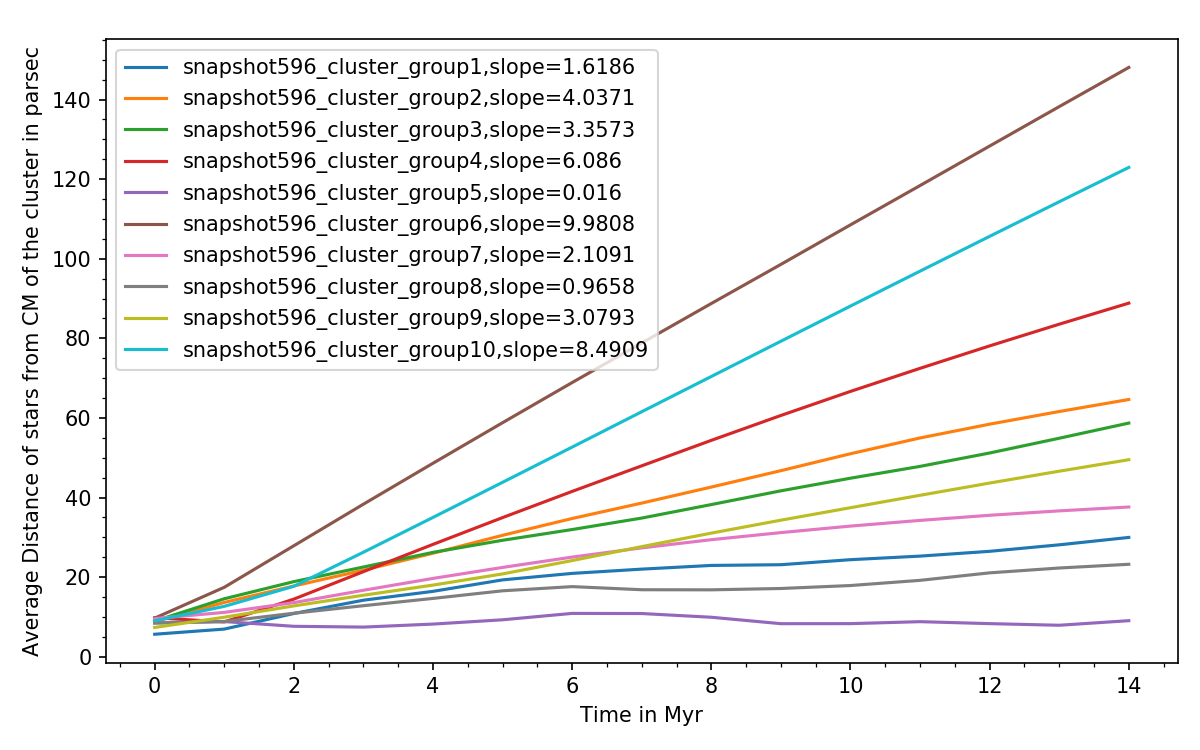 Average Distance of stars from CM of the cluster in parsec
140
120
100
80
60
40
20
0
snapshot596_cluster_group1,slope=1.6186
snapshot596_cluster_group2,slope=4.0371
snapshot596_cluster_group3,slope=3.3573
snapshot596_cluster_group4,slope=6.086
snapshot596_cluster_group5,slope=0.016
snapshot596_cluster_group6,slope=9.9808
snapshot596_cluster_group7,slope=2.1091
snapshot596_cluster_group8,slope=0.9658
snapshot596_cluster_group9,slope=3.0793
snapshot596_cluster_group10,slope=8.4909
0 2 4 6 8 10 12 14
Time in Myr